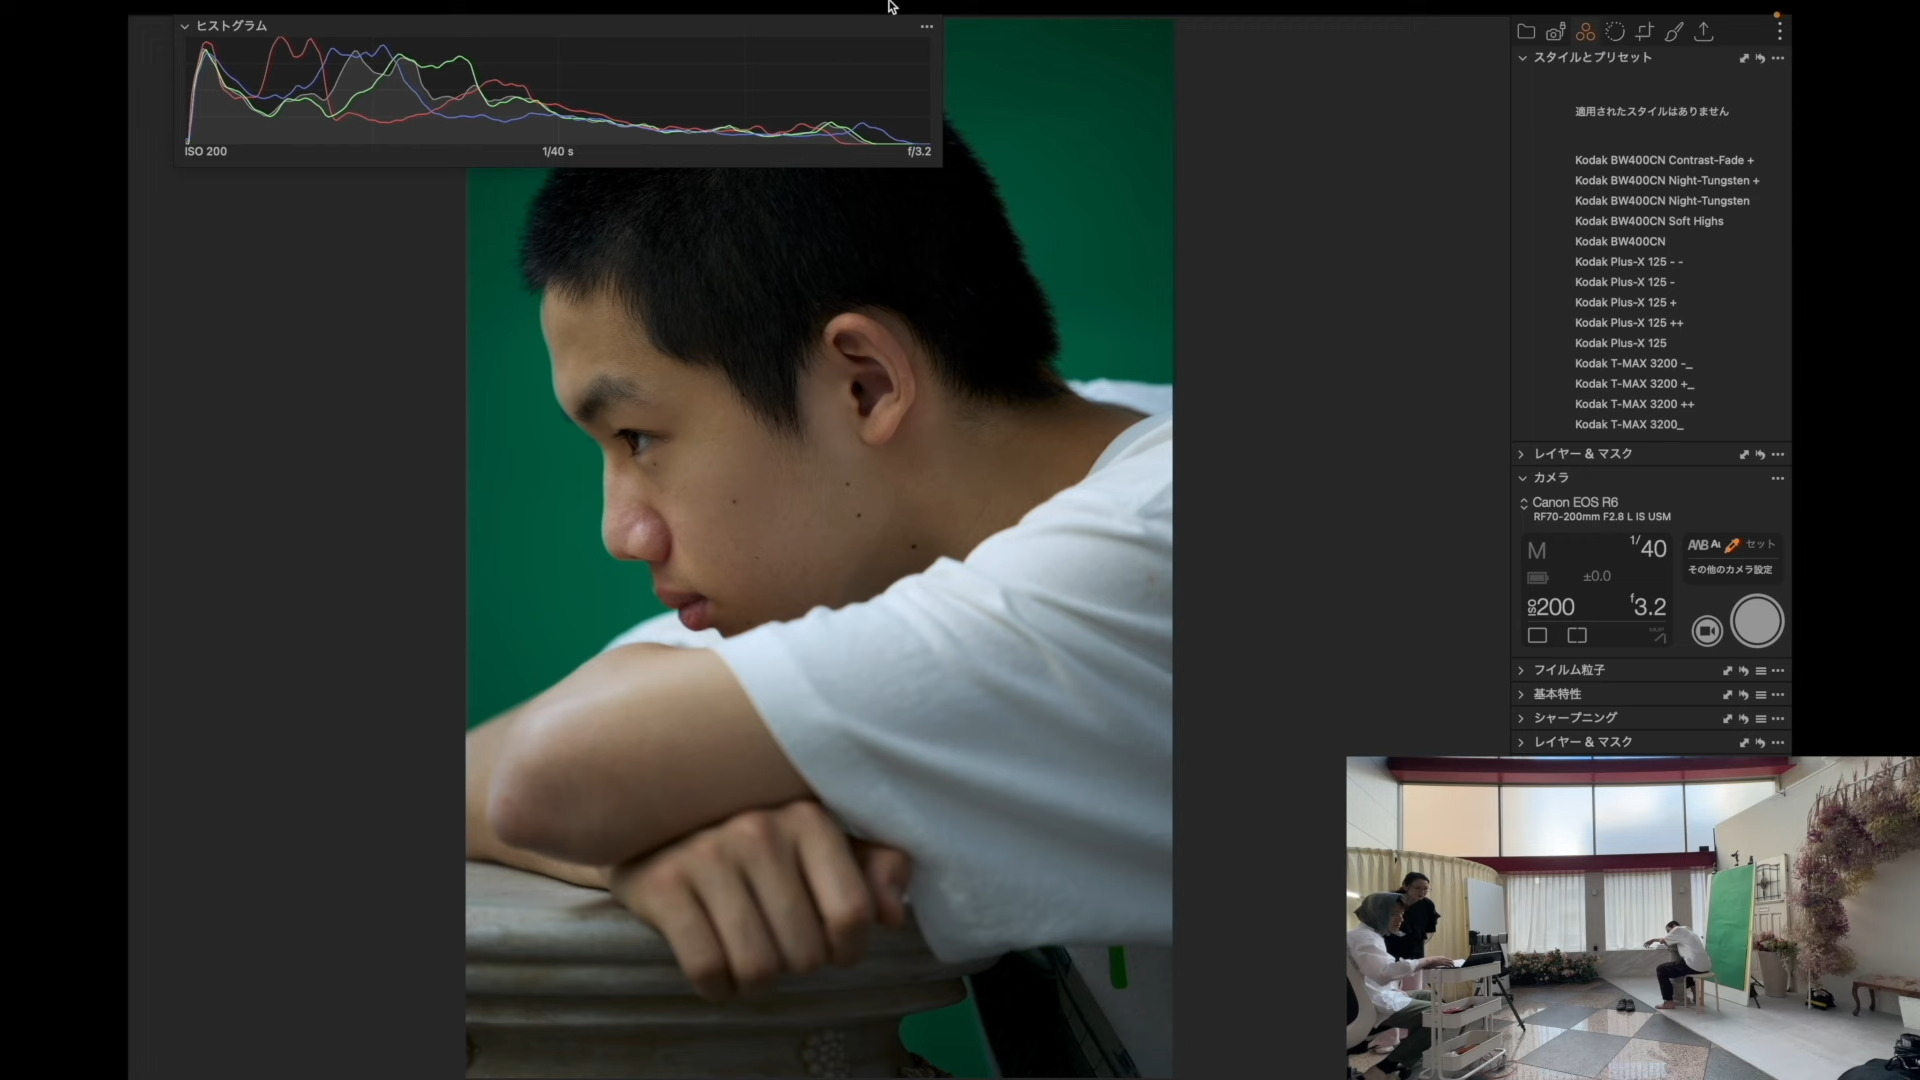 ヒストグラム
ISO 200 1/40 s f/3.2
スタイルとプリセット
適用されたスタイルはありません
Kodak BW400CN Contrast-Fade +
Kodak BW400CN Night-Tungsten +
Kodak BW400CN Night-Tungsten
Kodak BW400CN Soft Highs
Kodak BW400CN
Kodak Plus-X 125 - -
Kodak Plus-X 125 -
Kodak Plus-X 125 +
Kodak Plus-X 125 ++
Kodak Plus-X 125
Kodak T-MAX 3200 -_
Kodak T-MAX 3200 +_
Kodak T-MAX 3200 ++
Kodak T-MAX 3200_
レイヤー & マスク
カメラ
Canon EOS R6
RF70-200mm F2.8 L IS USM
M 1/40
AWB セット
±0.0
その他のカメラ設定
ISO200 f3.2
フイルム粒子
基本特性
シャープニング
レイヤー & マスク